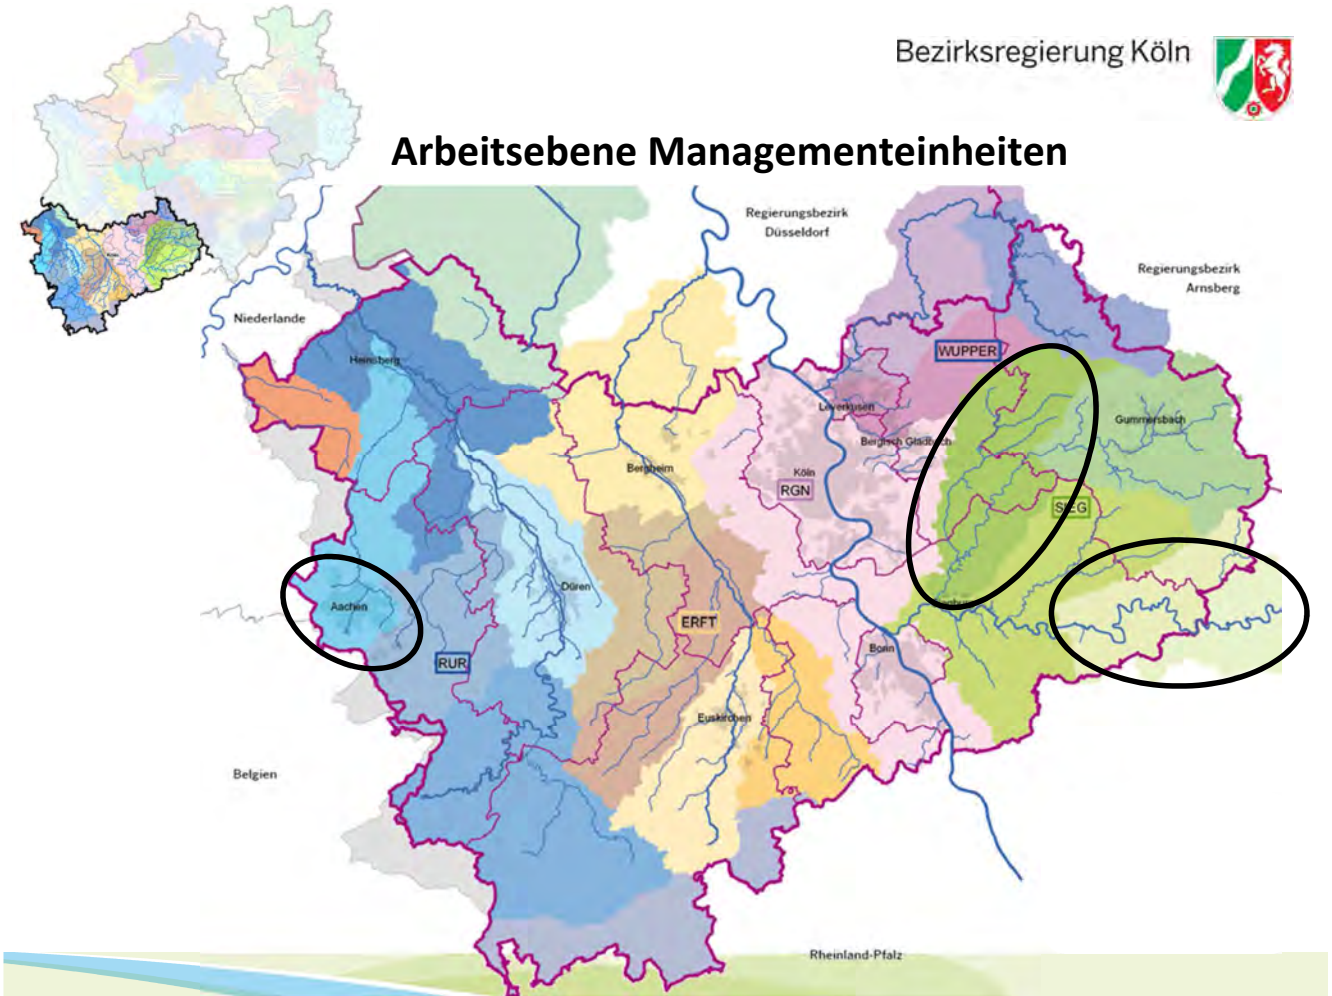 Bezirksregierung Köln
Arbeitsebene Managementeinheiten
Regierungsbezirk
Düsseldorf
Regierungsbezirk
Arnsberg
Niederlande
Heinsberg
WUPPER
Leverkusen
Gummersbach
Bergisch Gladbach
Bergheim
Köln
RGN
SIEG
Düren
Aachen
ERFT
Bonn
RUR
Euskirchen
Belgien
Rheinland-Pfalz